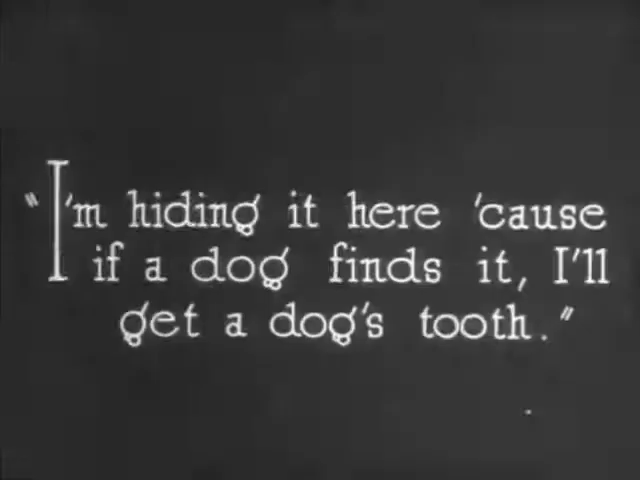 "I'm hiding it here 'cause
if a dog finds it, I'll
get a dog's tooth."